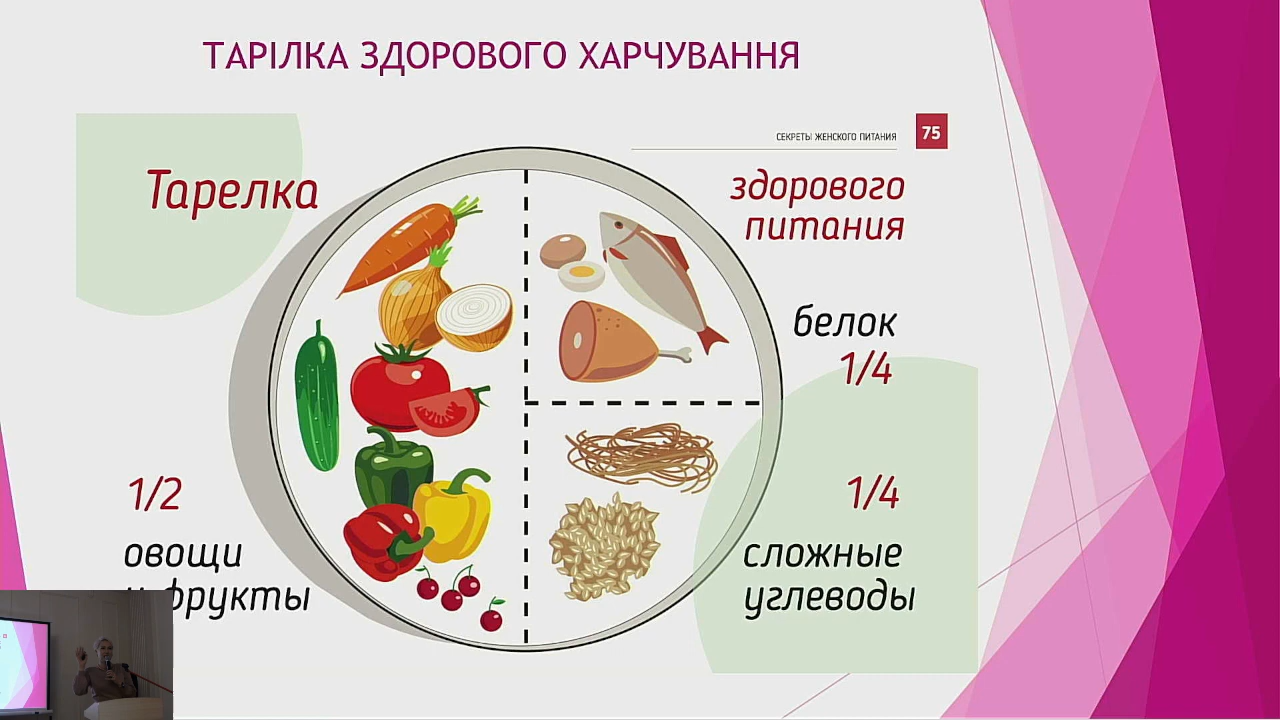 ТАРІЛКА ЗДОРОВОГО ХАРЧУВАННЯ
СЕКРЕТЫ ЖЕНСКОГО ПИТАНИЯ
75
Тарелка
здорового
питания
белок
1/4
1/2
овощи
и фрукты
1/4
сложные
углеводы